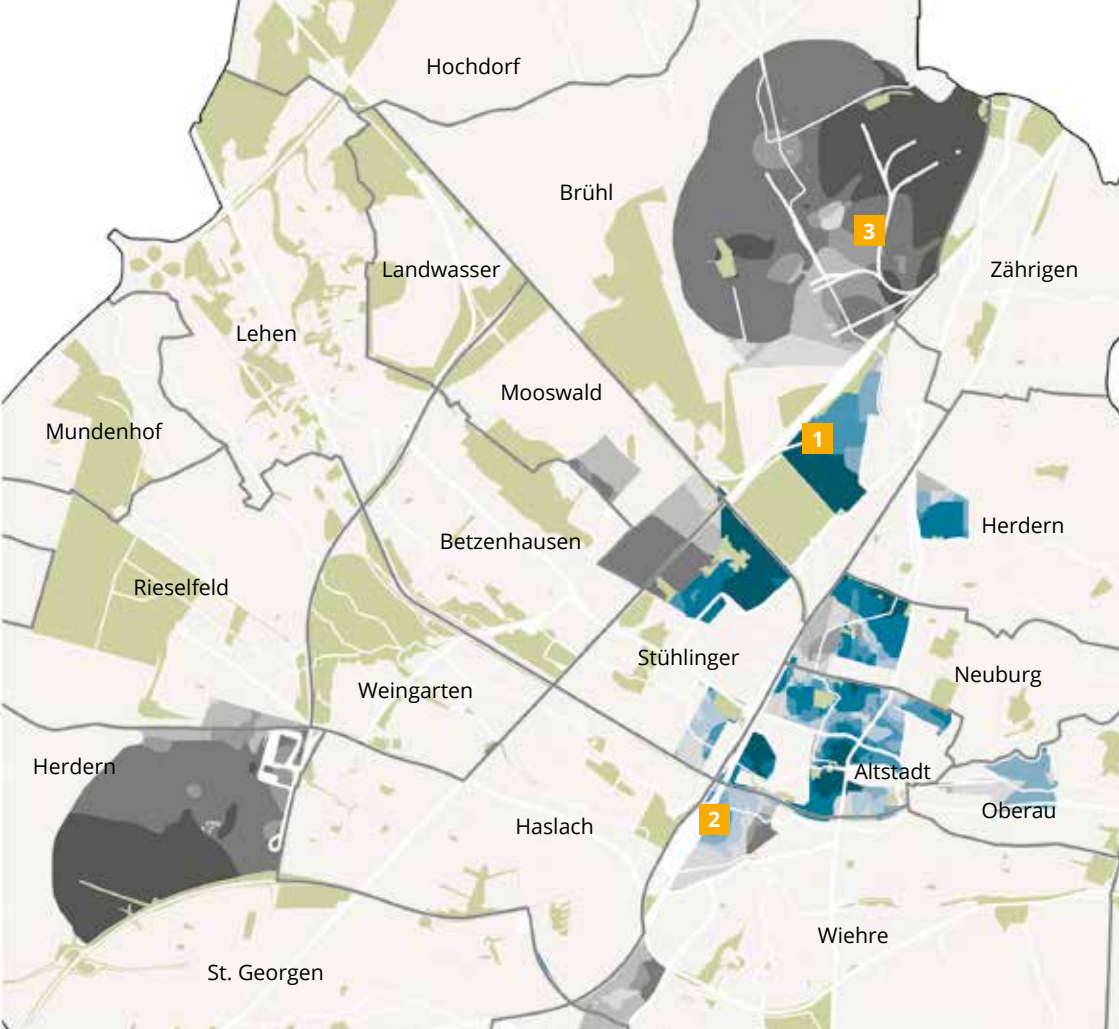 Hochdorf
Brühl
3
Landwasser
Zährigen
Lehen
Mooswald
Mundenhof
1
Herdern
Betzenhausen
Rieselfeld
Stühlinger
Neuburg
Weingarten
Herdern
Altstadt
Oberau
2
Haslach
Wiehre
St. Georgen